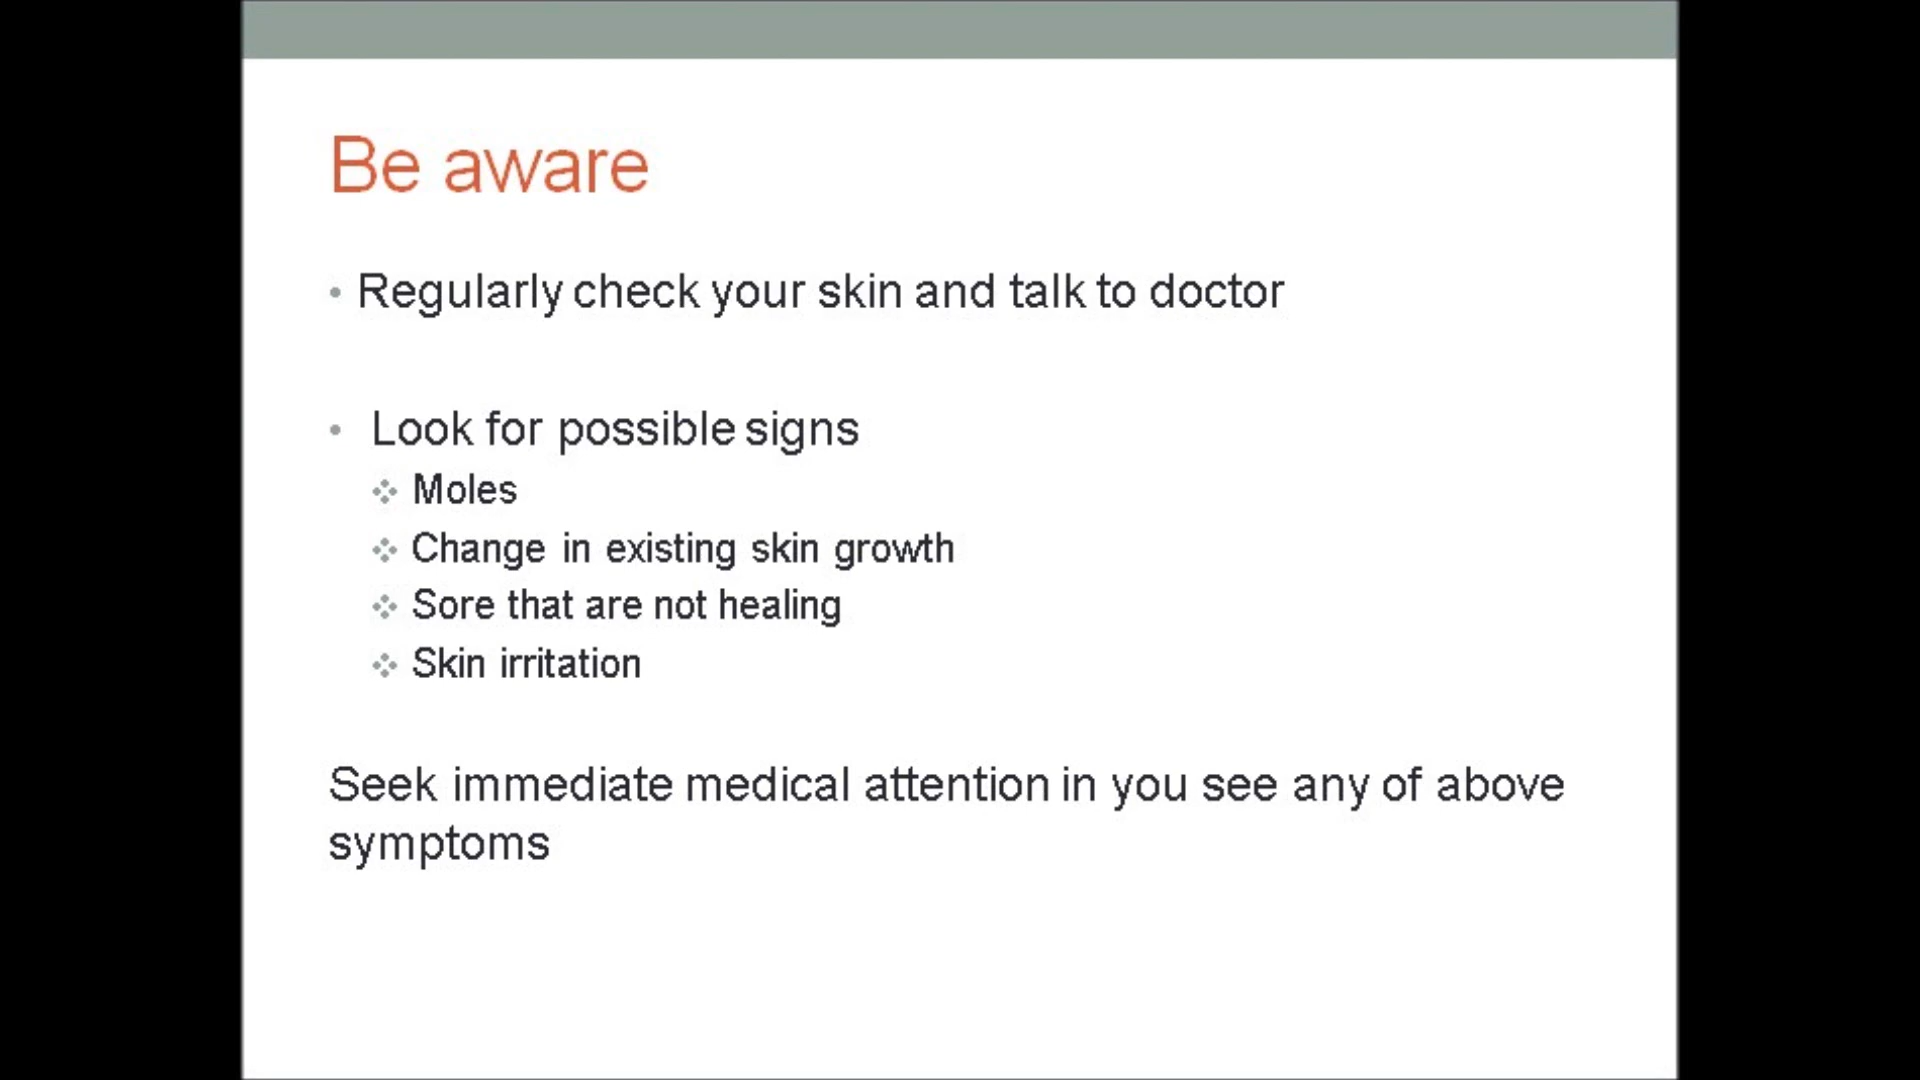 Be aware
• Regularly check your skin and talk to doctor
• Look for possible signs
❖ Moles
❖ Change in existing skin growth
❖ Sore that are not healing
❖ Skin irritation
Seek immediate medical attention in you see any of above
symptoms